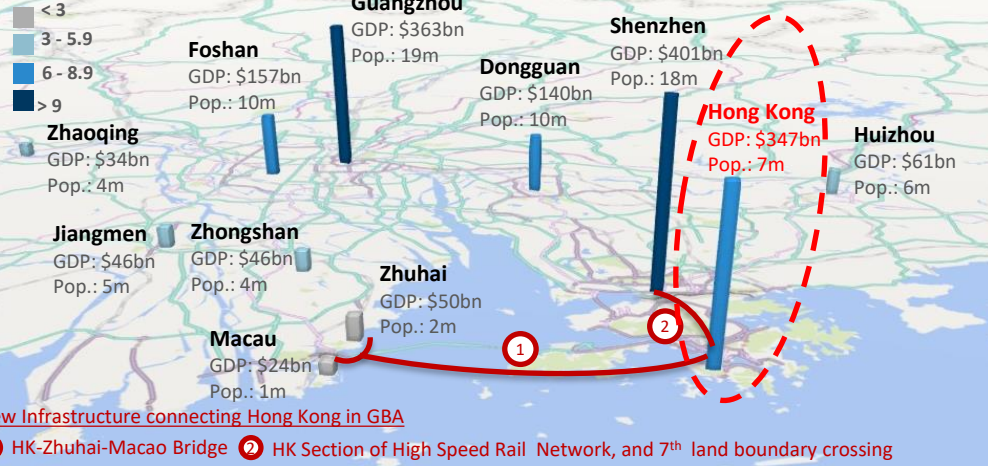 < 3
3 - 5.9
6 - 8.9
> 9
Guangzhou
GDP: $363bn
Pop.: 19m
Shenzhen
GDP: $401bn
Pop.: 18m
Foshan
GDP: $157bn
Pop.: 10m
Dongguan
GDP: $140bn
Pop.: 10m
Hong Kong
GDP: $347bn
Pop.: 7m
Zhaoqing
GDP: $34bn
Pop.: 4m
Huizhou
GDP: $61bn
Pop.: 6m
Jiangmen
GDP: $46bn
Pop.: 5m
Zhongshan
GDP: $46bn
Pop.: 4m
Zhuhai
GDP: $50bn
Pop.: 2m
Macau
GDP: $24bn
Pop.: 1m
1
2
ew Infrastructure connecting Hong Kong in GBA
HK-Zhuhai-Macao Bridge 2 HK Section of High Speed Rail Network, and 7th land boundary crossing